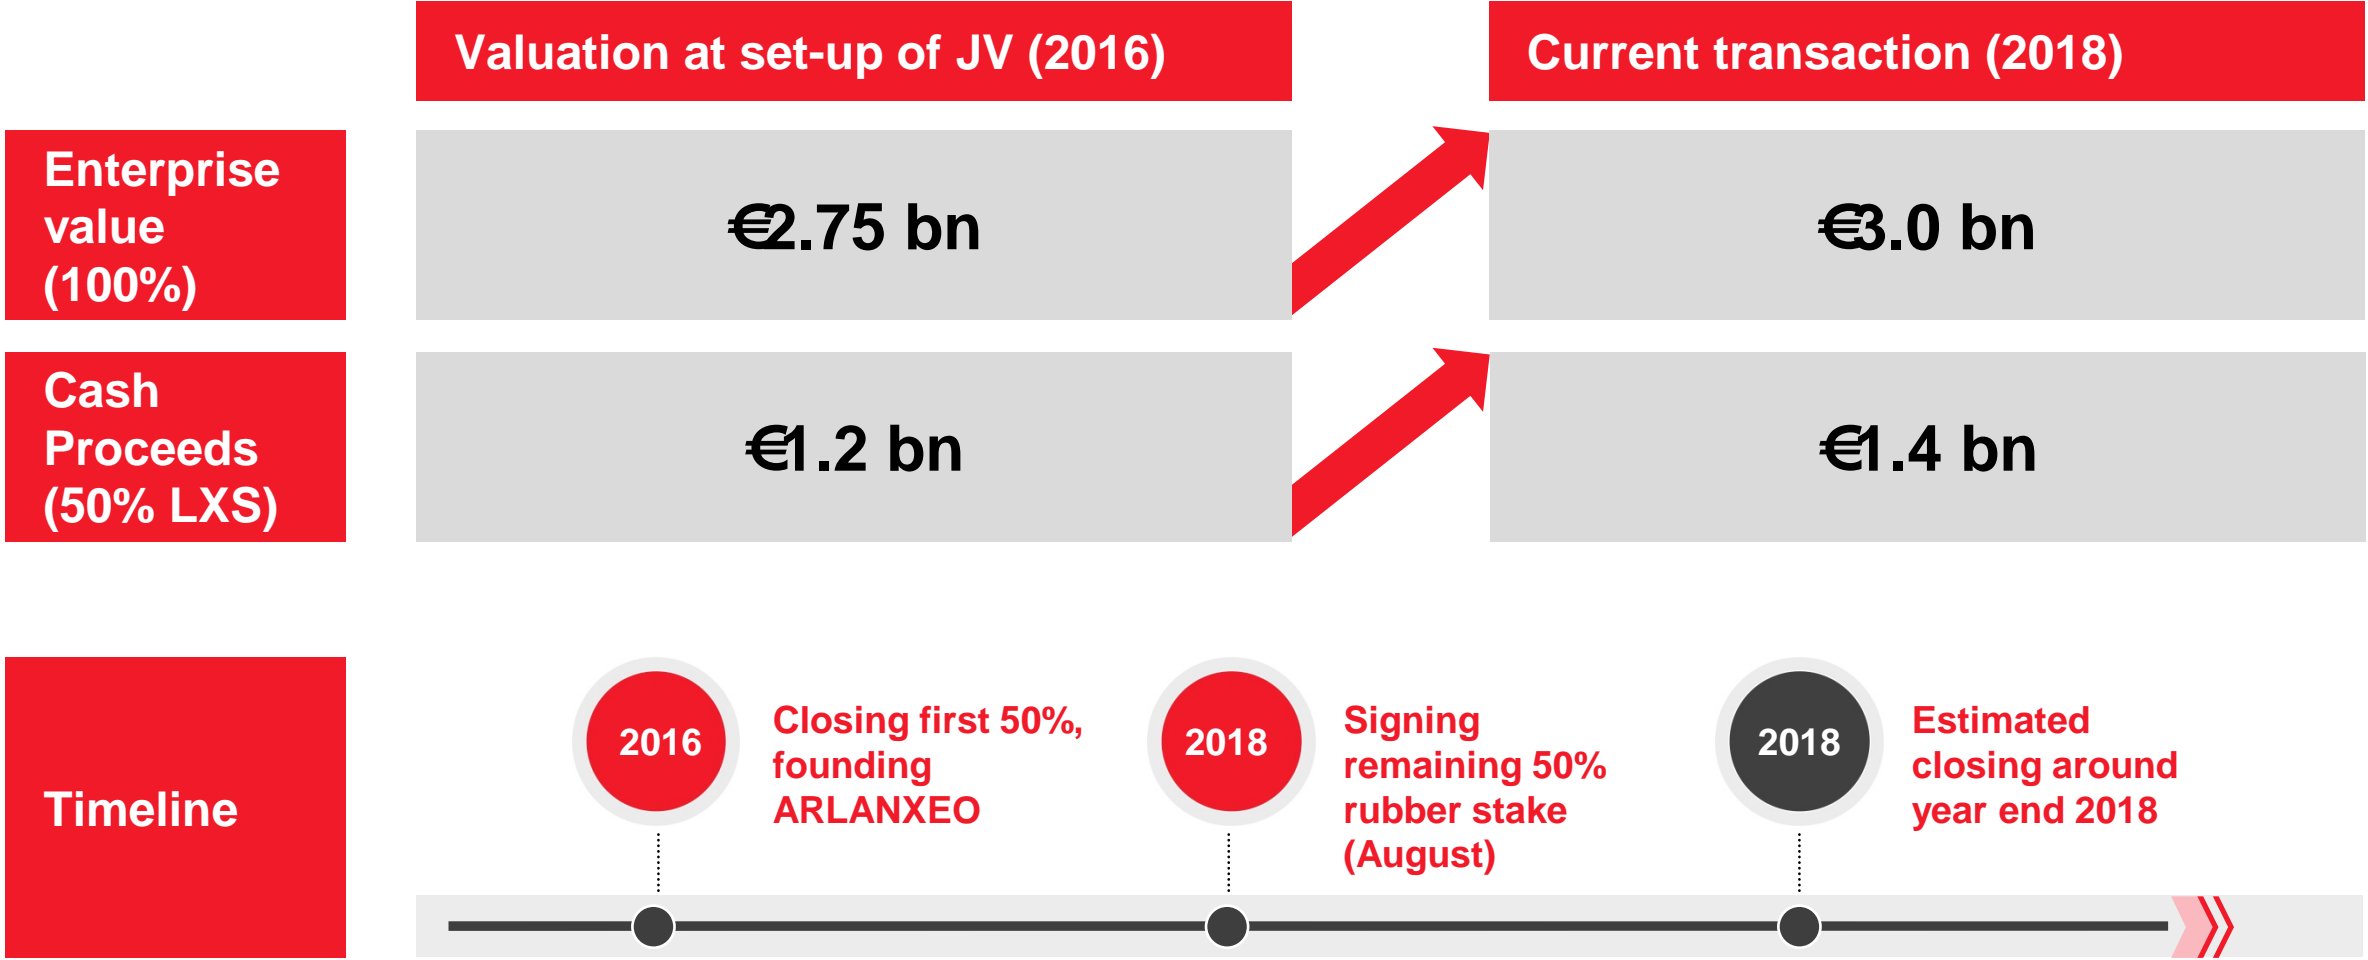 Valuation at set-up of JV (2016)
Current transaction (2018)
Enterprise
value
(100%)
€2.75 bn
€3.0 bn
Cash
Proceeds
(50% LXS)
€1.2 bn
€1.4 bn
Timeline
2016
Closing first 50%,
founding
ARLANXEO
2018
Signing
remaining 50%
rubber stake
(August)
2018
Estimated
closing around
year end 2018